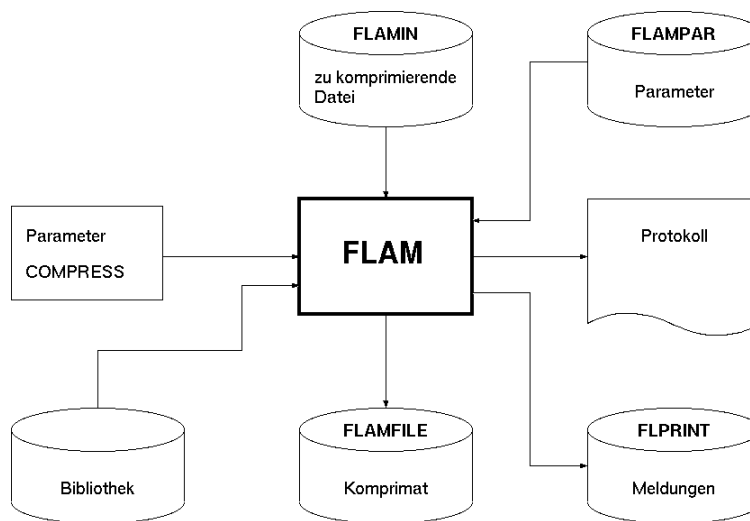 FLAMIN
zu komprimierende
Datei
FLAMPAR
Parameter
Parameter
COMPRESS
FLAM
Protokoll
Bibliothek
FLAMFILE
Komprimat
FLPRINT
Meldungen